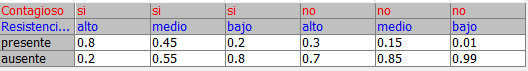 Contagioso si si si no no no
Resistenci... alto medio bajo alto medio bajo
presente 0.8 0.45 0.2 0.3 0.15 0.01
ausente 0.2 0.55 0.8 0.7 0.85 0.99